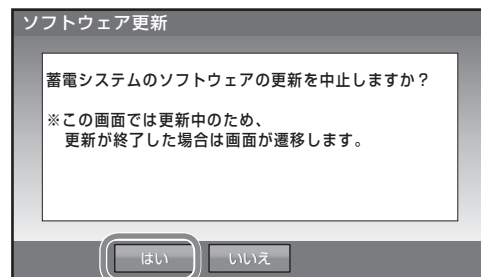 ソフトウェア更新
蓄電システムのソフトウェアの更新を中止しますか？
※この画面では更新中のため、
更新が終了した場合は画面が遷移します。
はい いいえ